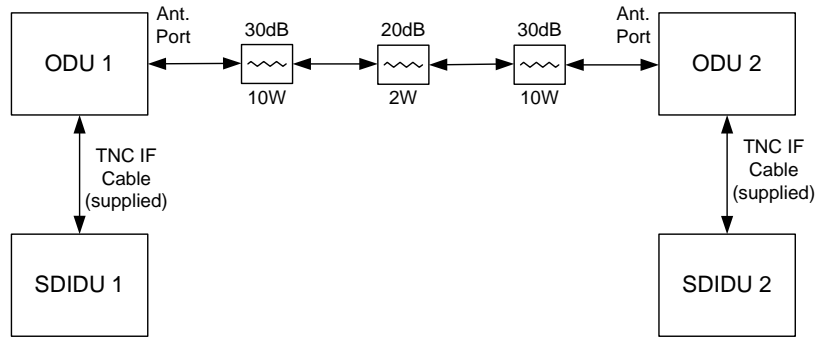 Ant.
Port
30dB
20dB
30dB
Ant.
Port
ODU 1
ODU 2
10W
2W
10W
TNC IF
Cable
(supplied)
TNC IF
Cable
(supplied)
SDIDU 1
SDIDU 2